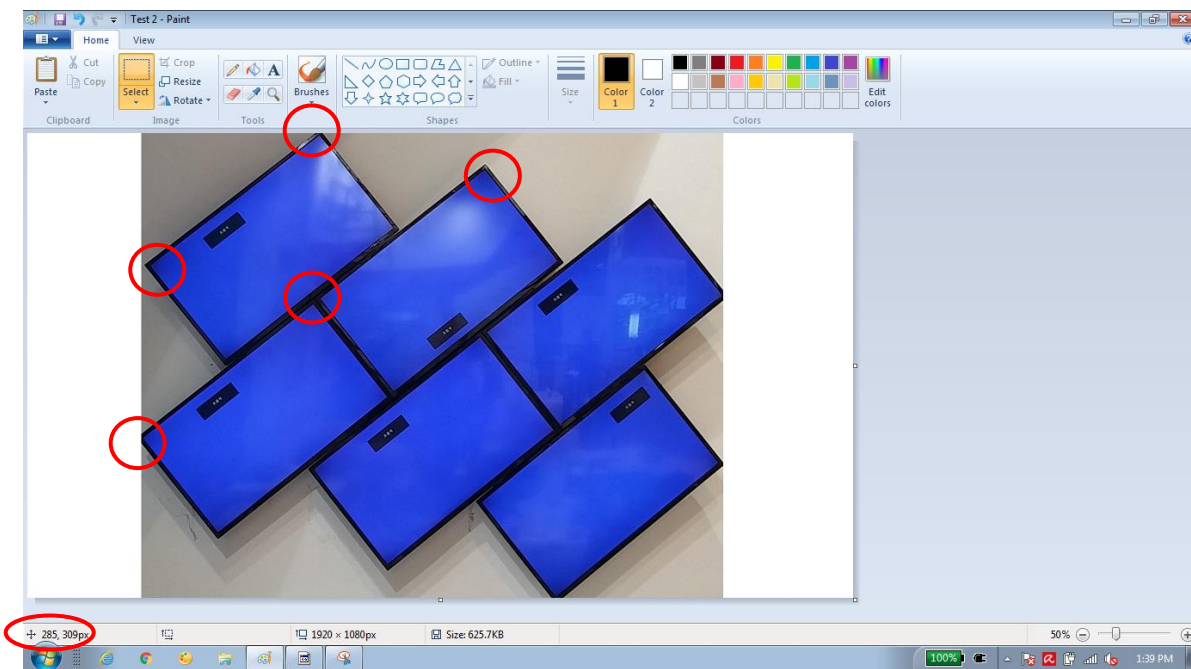 Test 2 - Paint
Home View
Paste
Cut
Copy
Clipboard
Select
Crop
Resize
Rotate
Image
A
Tools
Brushes
Outline
Fill
Shapes
Size
Color 1
Color 2
Edit colors
Colors
285, 309px
1920 × 1080px
Size: 625.7KB
50%
100%
1:39 PM